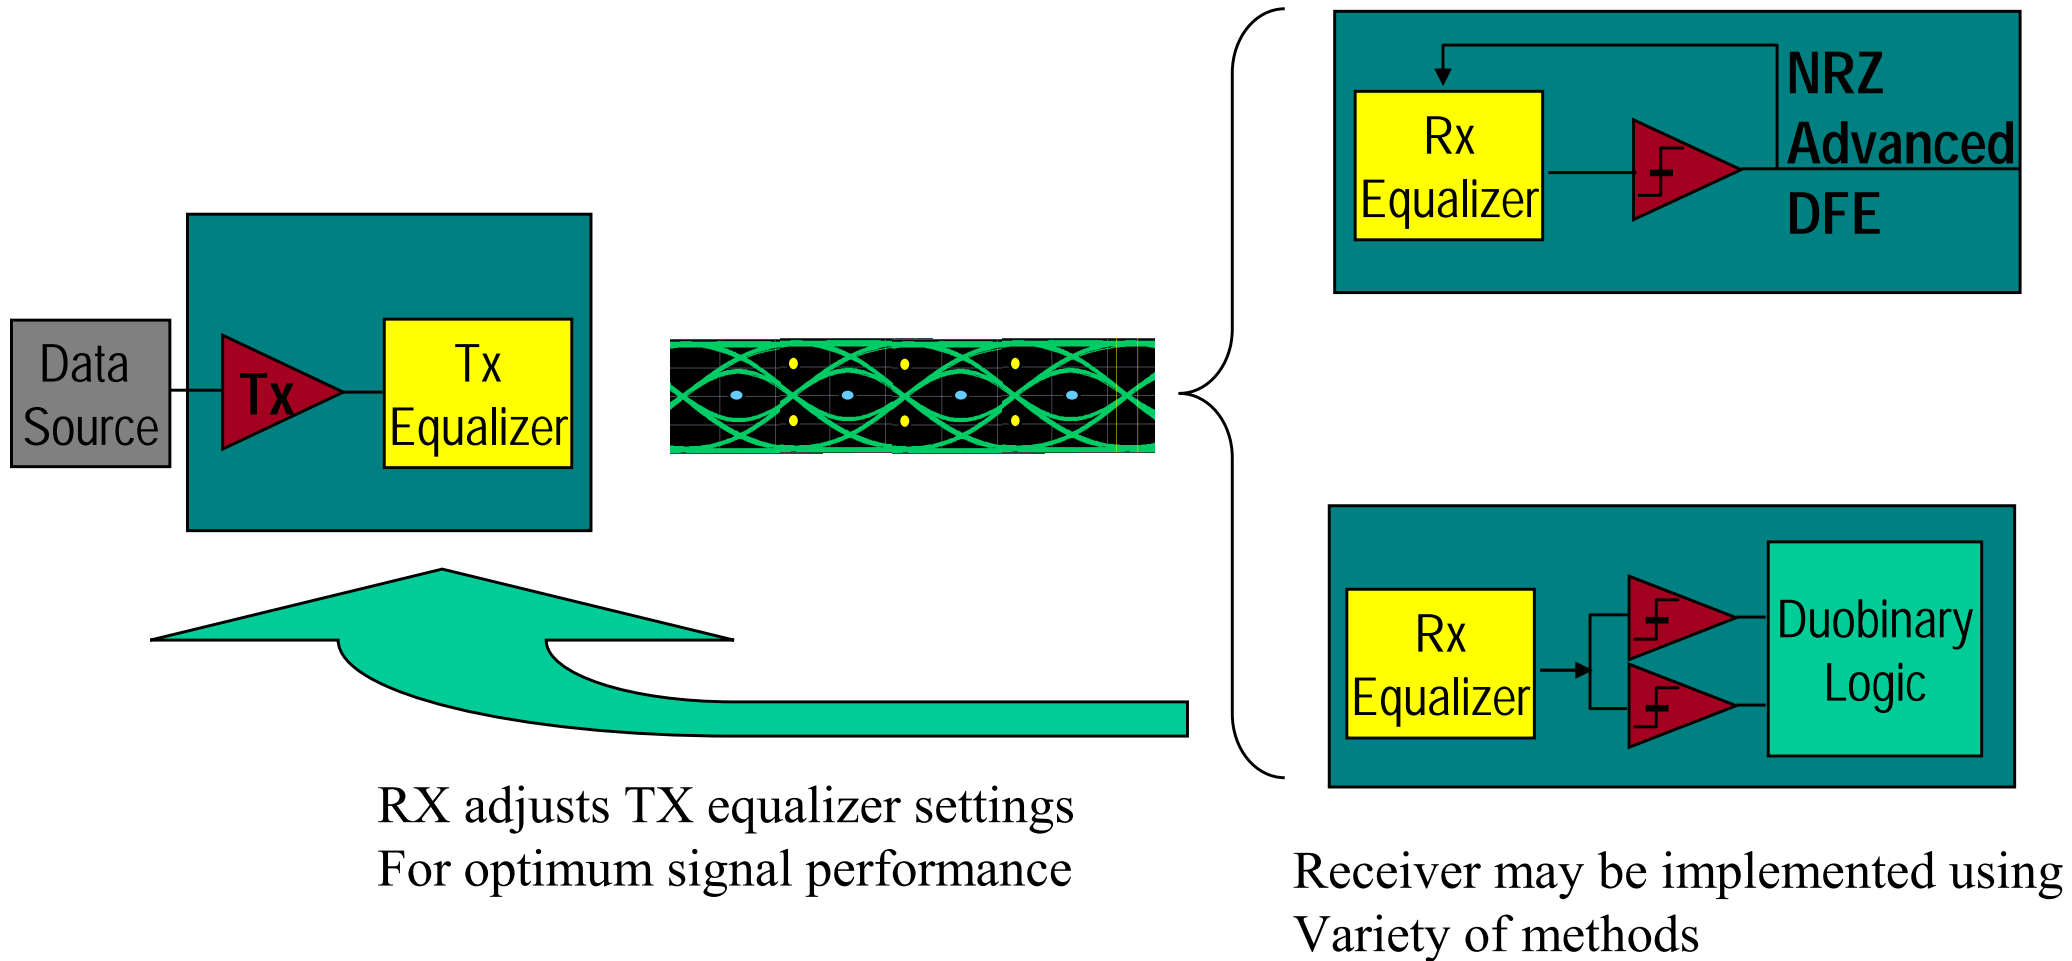 Data
Source
Tx
Tx
Equalizer
Rx
Equalizer
NRZ
Advanced
DFE
Rx
Equalizer
Duobinary
Logic
RX adjusts TX equalizer settings
For optimum signal performance
Receiver may be implemented using
Variety of methods